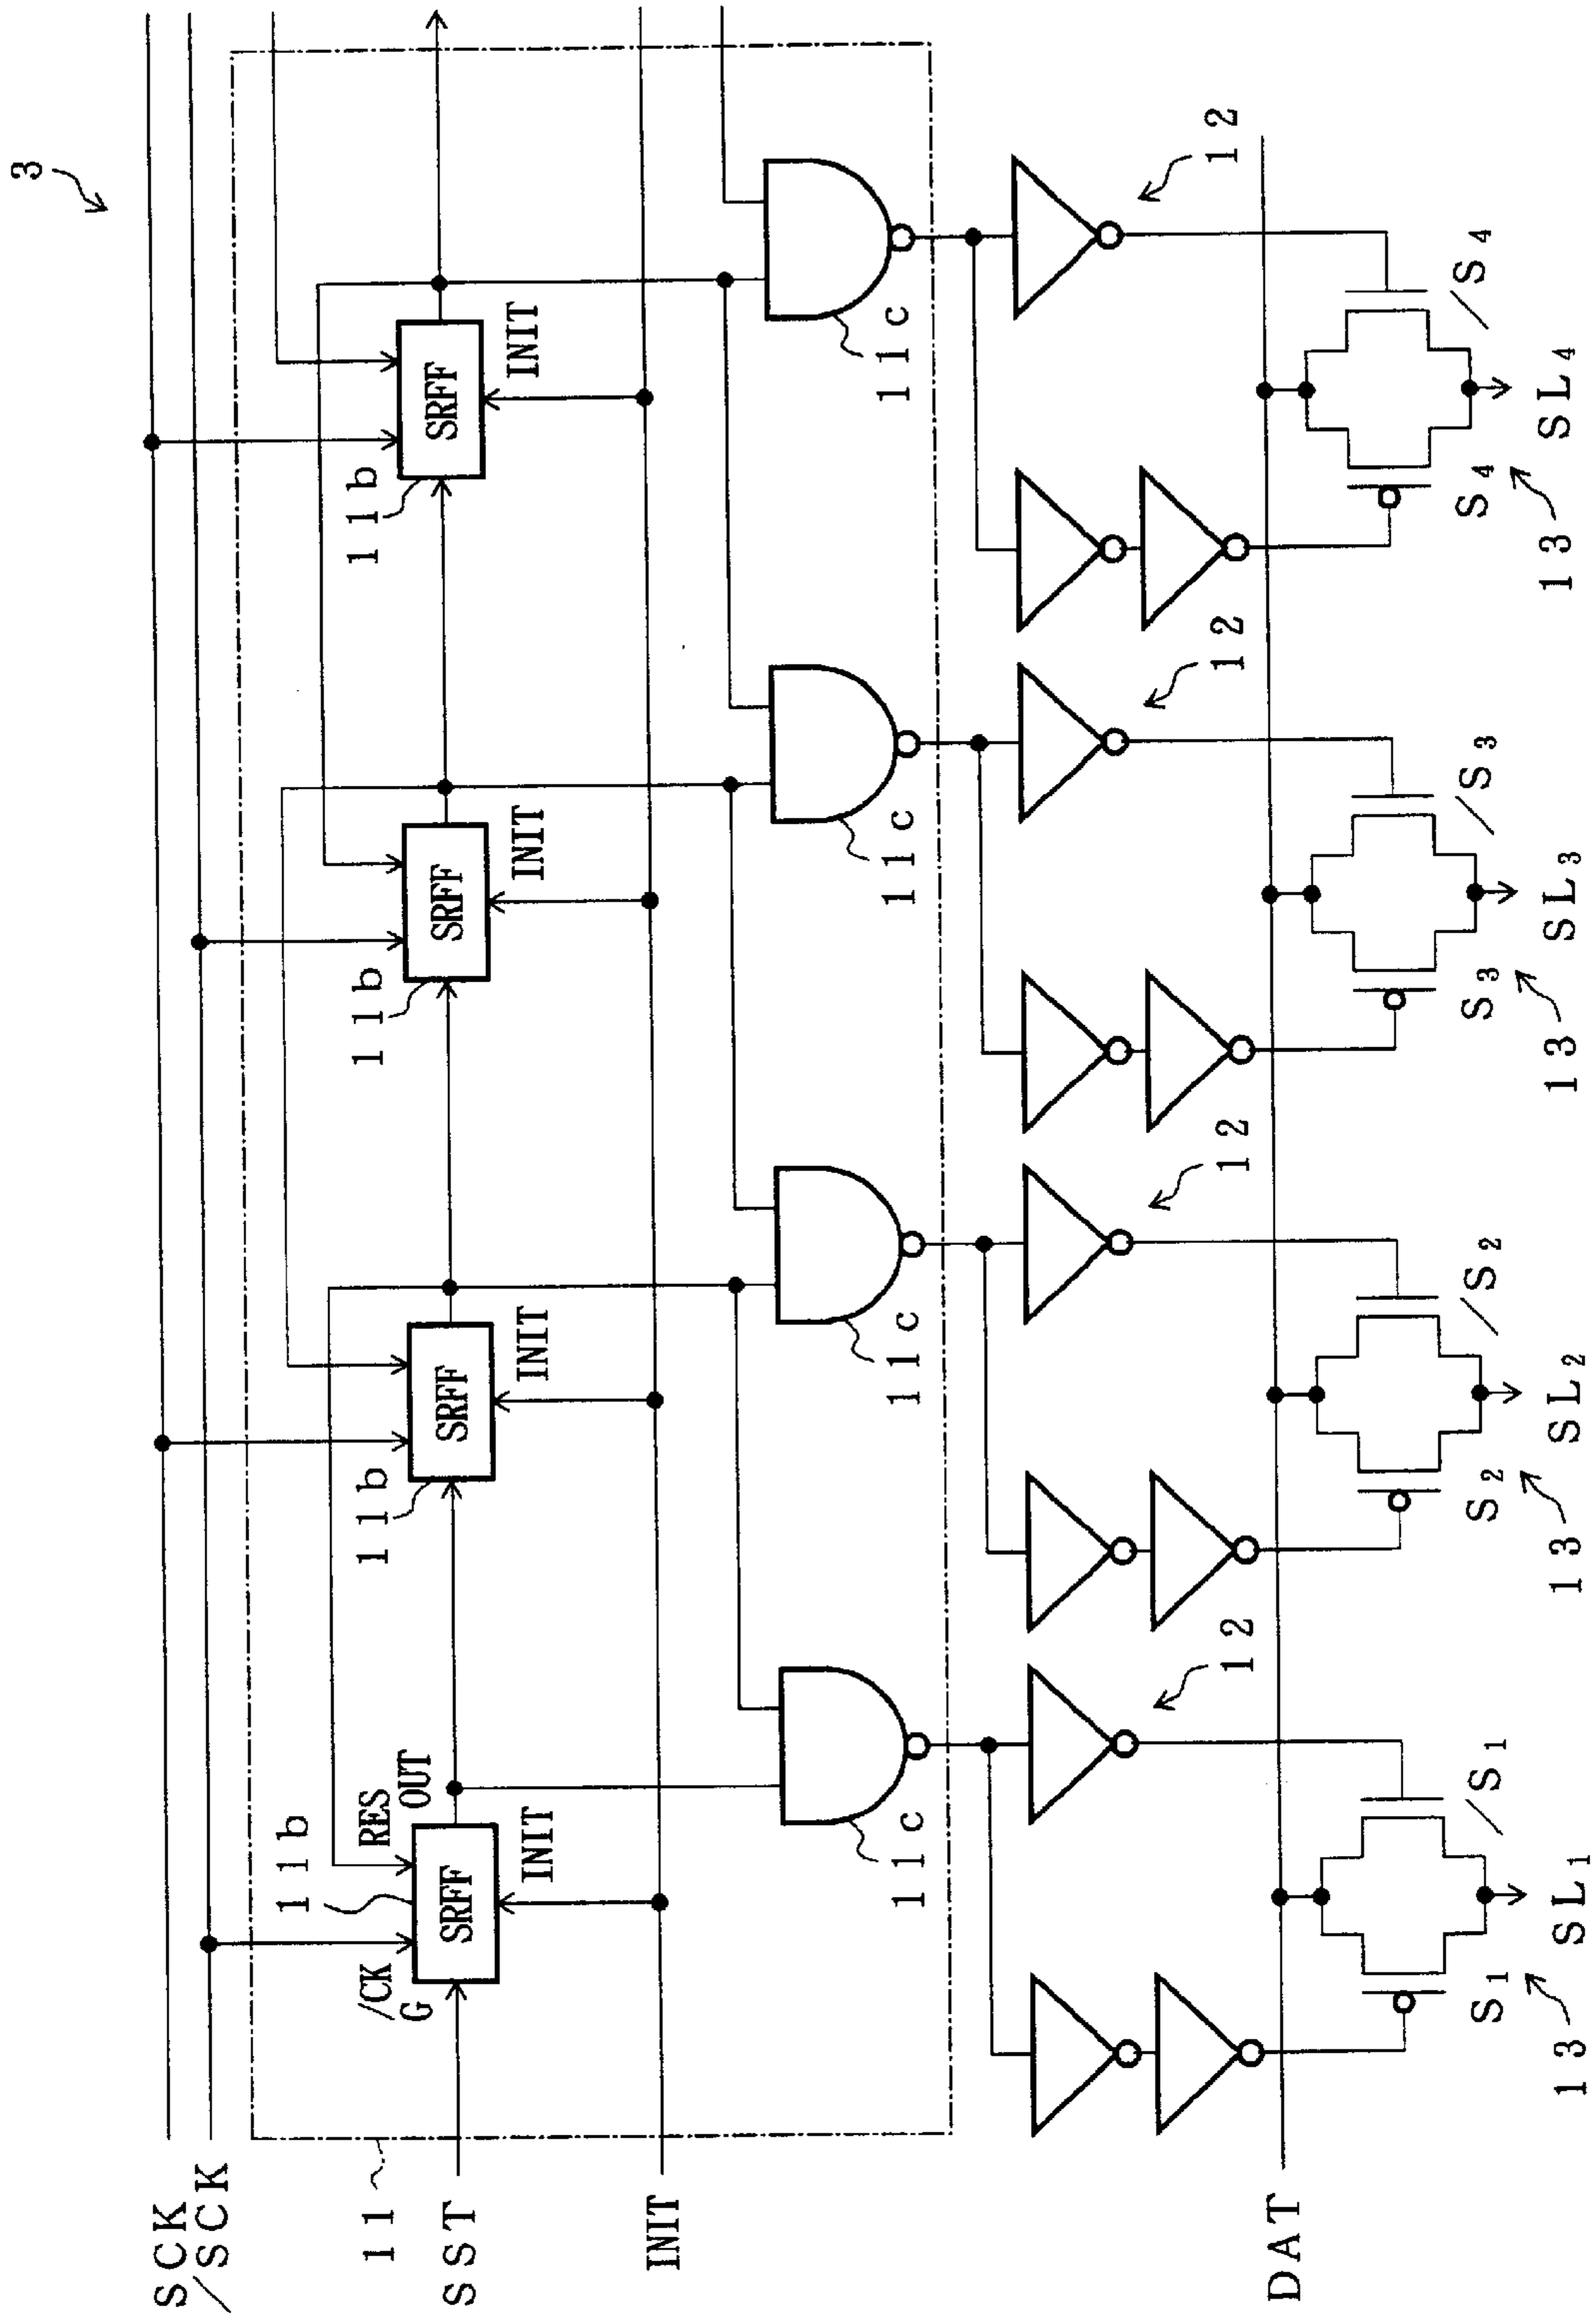 3
SCK
/SCK
11
SST
/CK
G
11b
RES
OUT
SRFF
INIT
11b
SRFF
INIT
11b
SRFF
INIT
11b
SRFF
INIT
INIT
11c
11c
11c
11c
12
12
12
12
DAT
S1
/S1
S2
/S2
S3
/S3
S4
/S4
13
SL1
13
SL2
13
SL3
13
SL4